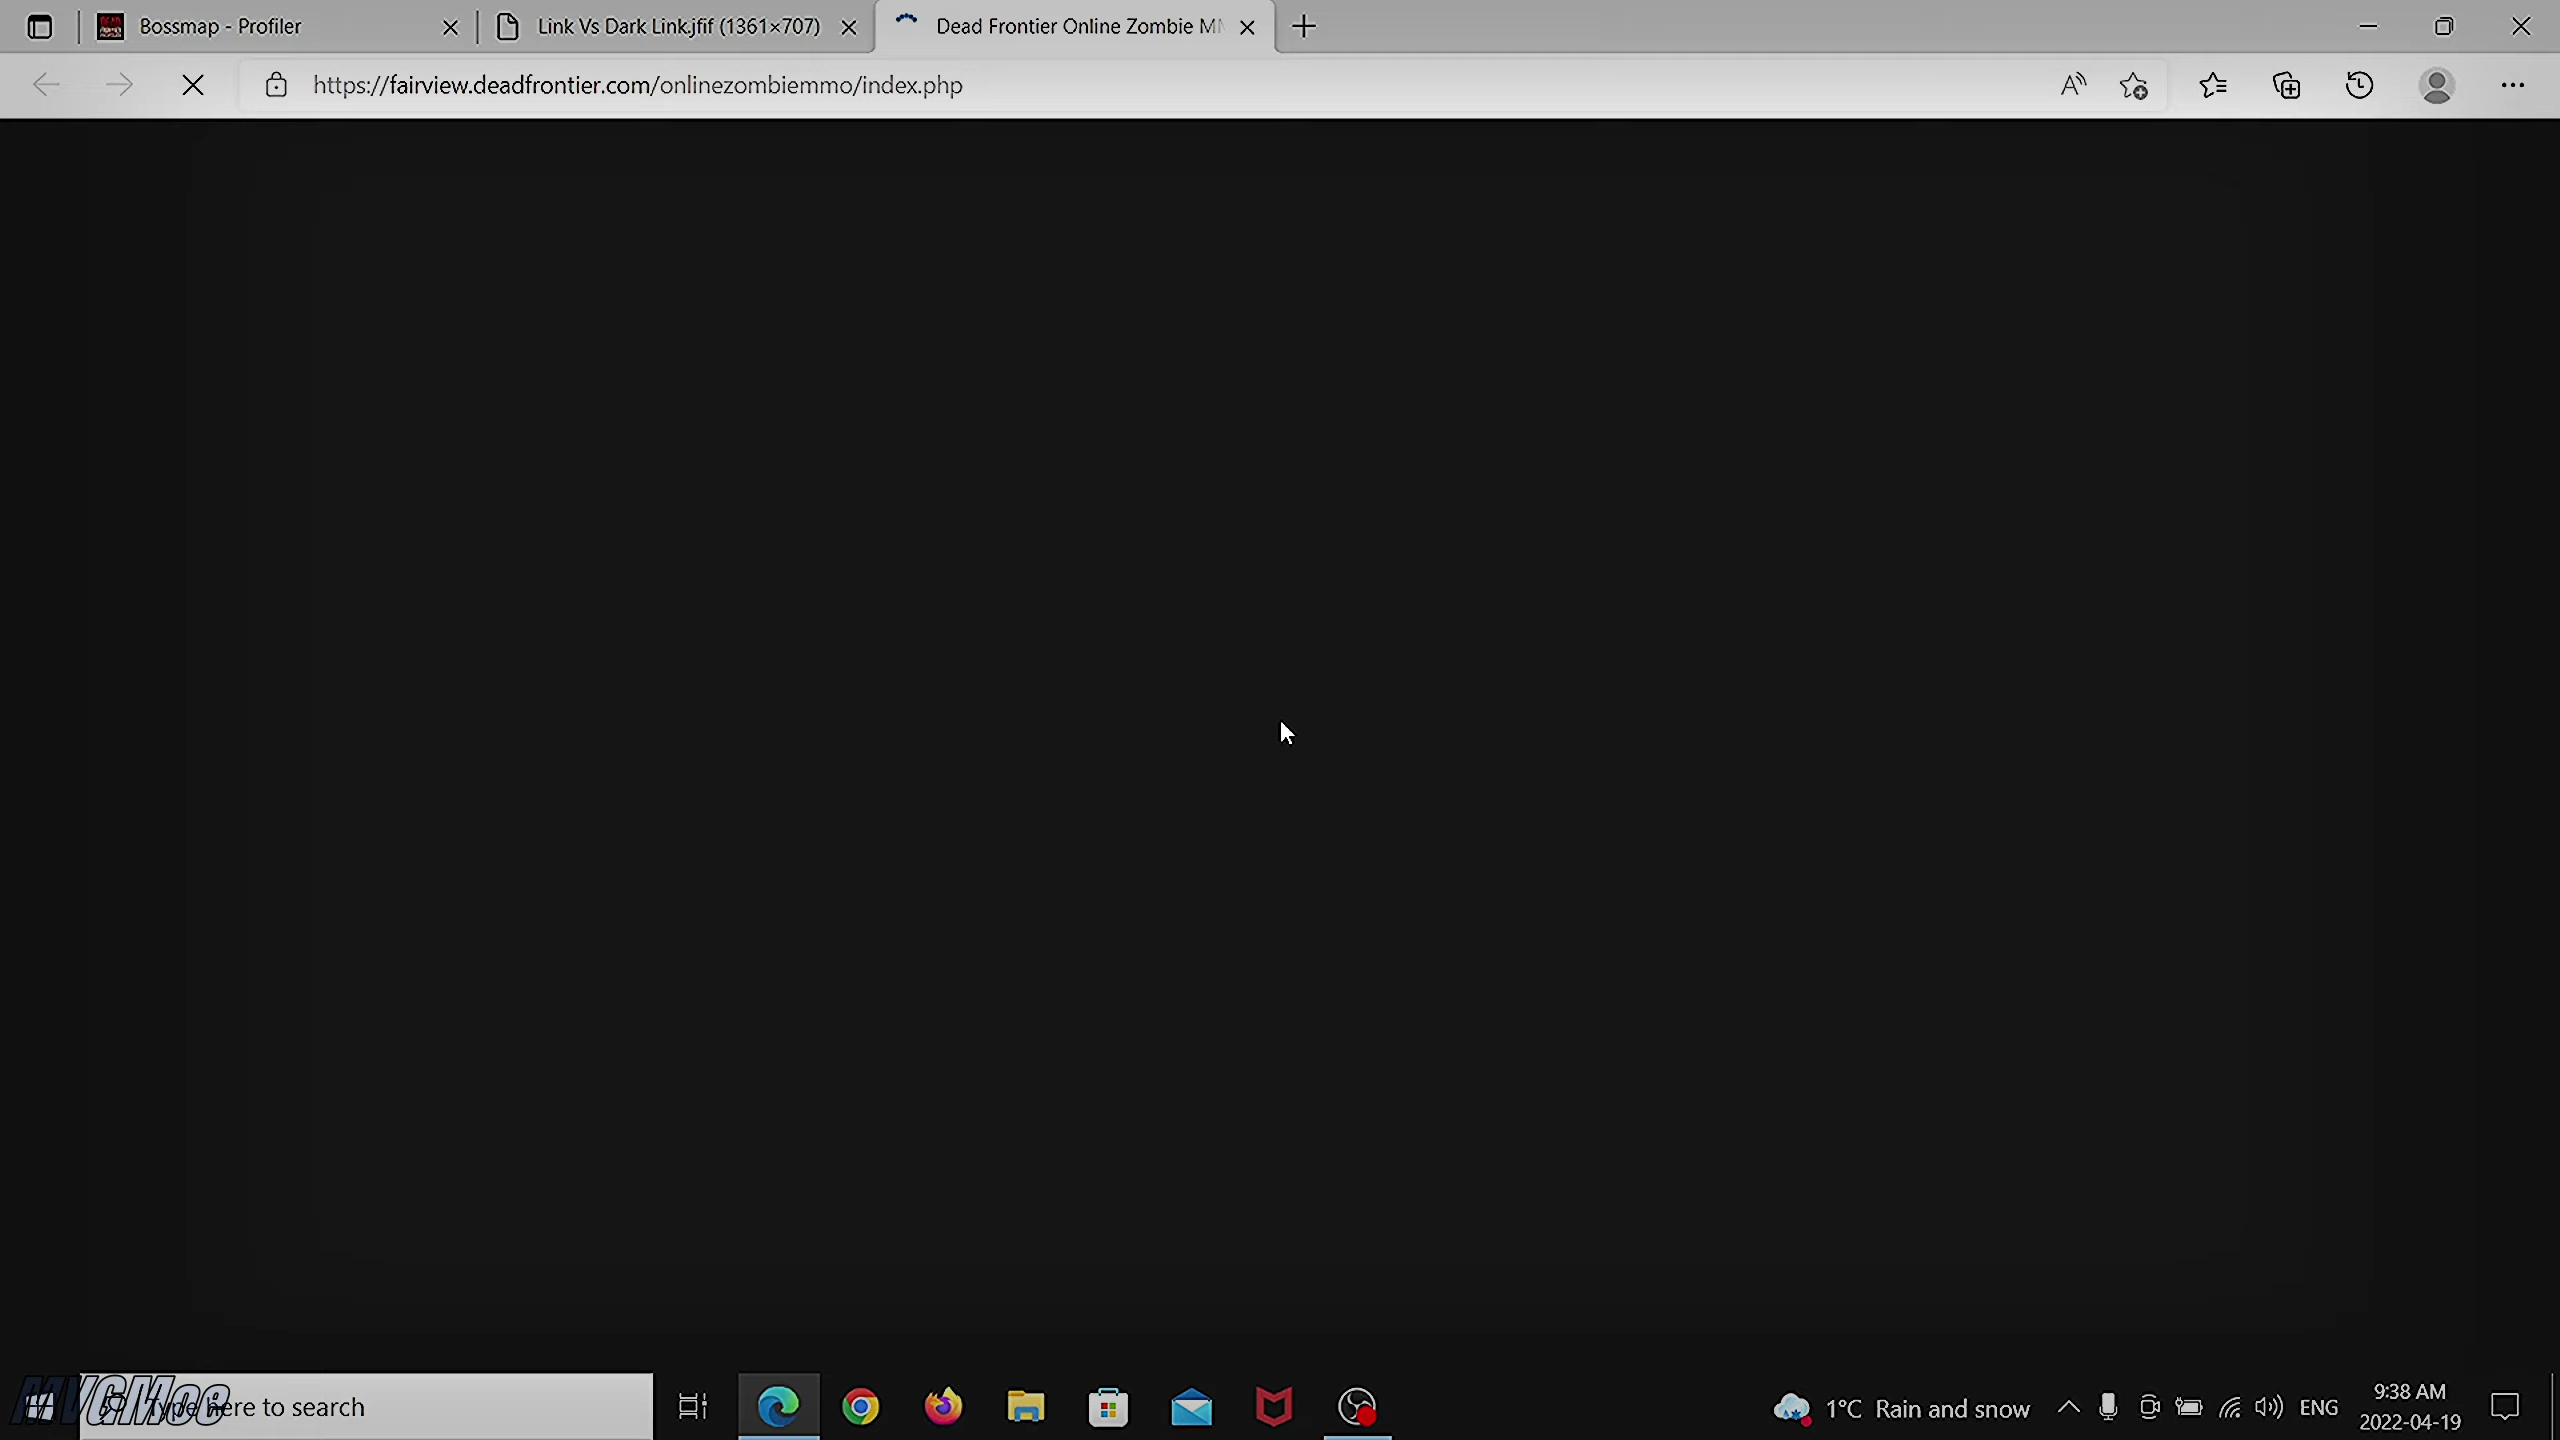 Bossmap - Profiler
Link Vs Dark Link.jfif (1361×707)
Dead Frontier Online Zombie
https://fairview.deadfrontier.com/onlinezombiemmo/index.php
MVGMoe
Type here to search
1°C Rain and snow
ENG
9:38 AM
2022-04-19